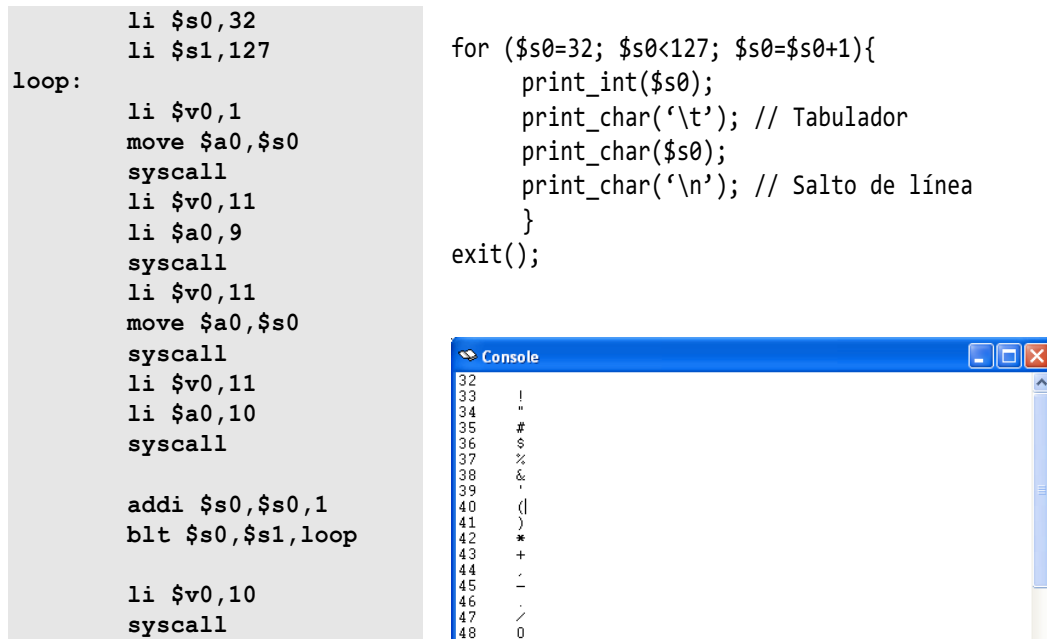 li $s0,32
li $s1,127
loop:
li $v0,1
move $a0,$s0
syscall
li $v0,11
li $a0,9
syscall
li $v0,11
move $a0,$s0
syscall
li $v0,11
li $a0,10
syscall
addi $s0,$s0,1
blt $s0,$s1,loop
li $v0,10
syscall
for ($s0=32; $s0<127; $s0=$s0+1){
print_int($s0);
print_char(‘\t’); // Tabulador
print_char($s0);
print_char(‘\n’); // Salto de línea
}
exit();
Console
32
33 !
34 "
35 #
36 $
37 %
38 &
39 '
40 (
41 )
42 *
43 +
44 ,
45 –
46 .
47 /
48 0